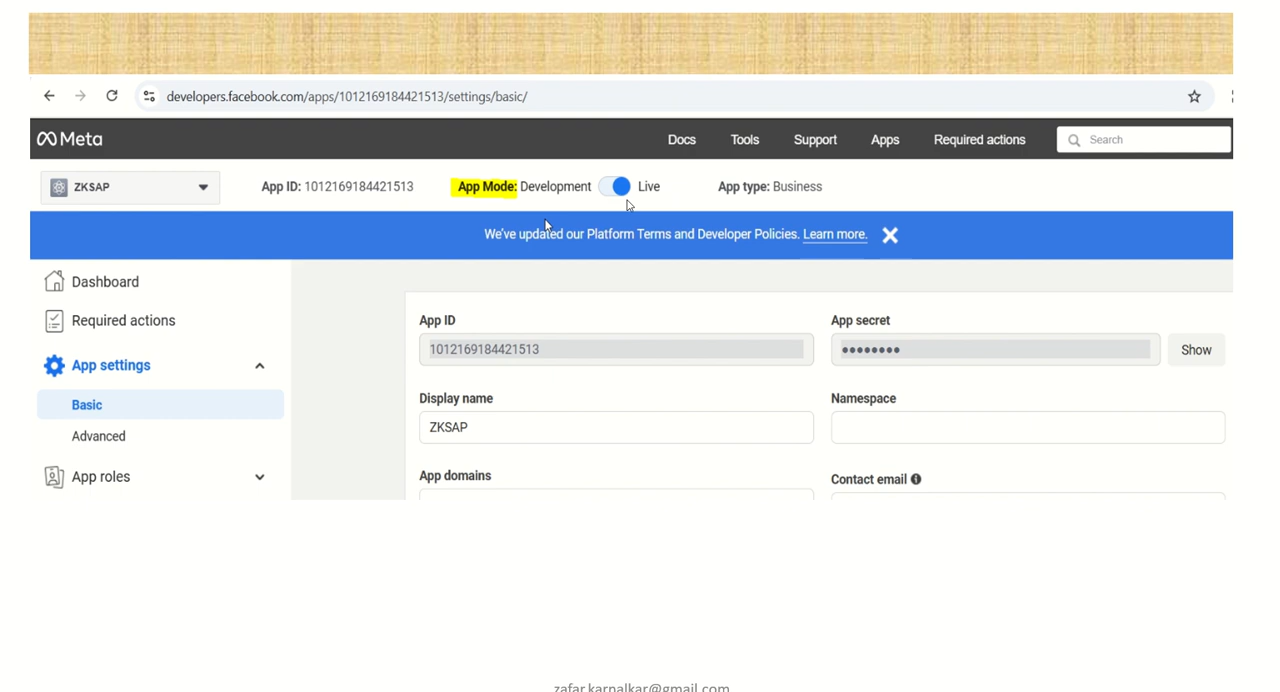 developers.facebook.com/apps/1012169184421513/settings/basic/
Meta Docs Tools Support Apps Required actions Search
ZKSAP App ID: 1012169184421513 App Mode: Development Live App type: Business
We've updated our Platform Terms and Developer Policies. Learn more.
Dashboard
Required actions
App settings
Basic
Advanced
App roles
App ID
1012169184421513
App secret
●●●●●●●●
Show
Display name
ZKSAP
Namespace
App domains
Contact email
zafar.karpalkar@gmail.com